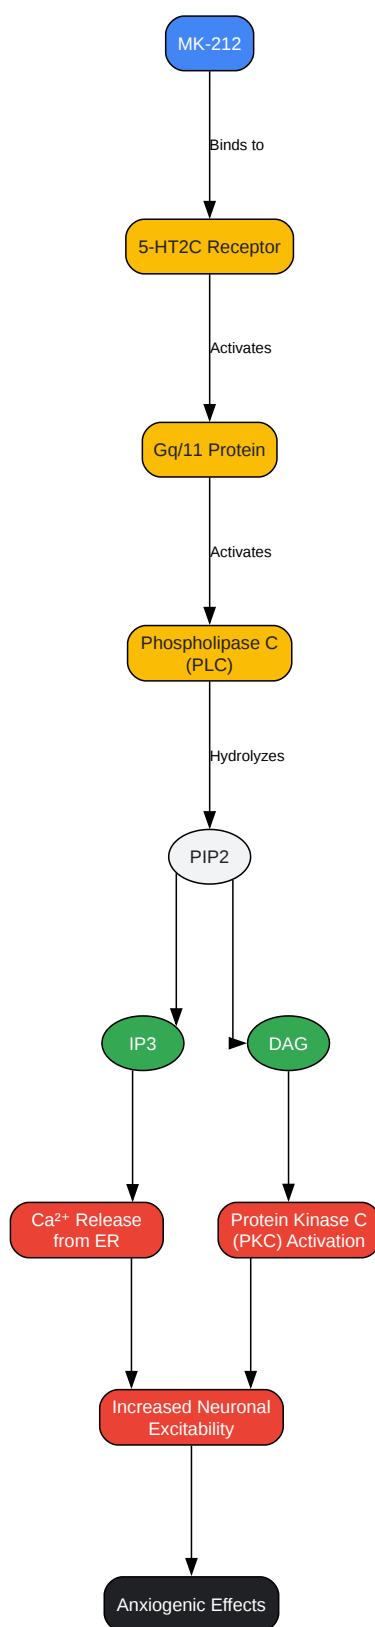 MK-212
Binds to
5-HT2C Receptor
Activates
Gq/11 Protein
Activates
Phospholipase C
(PLC)
Hydrolyzes
PIP2
IP3
DAG
Ca²⁺ Release
from ER
Protein Kinase C
(PKC) Activation
Increased Neuronal
Excitability
Anxiogenic Effects